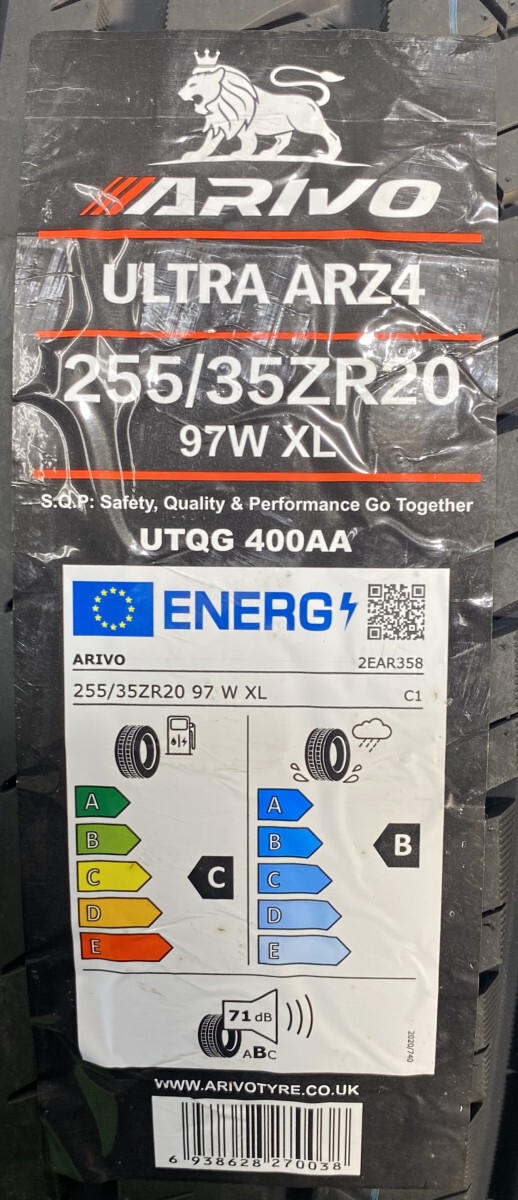 ARIVO
ULTRA ARZ4
255/35ZR20
97W XL
S.Q.P: Safety, Quality & Performance Go Together
UTQG 400AA
ENERG
ARIVO 2EAR358
255/35ZR20 97 W XL C1
A A
B B B
C C C
D D
E E
71 dB
ABC
2020/740
WWW.ARIVOTYRE.CO.UK
6 938628 270038